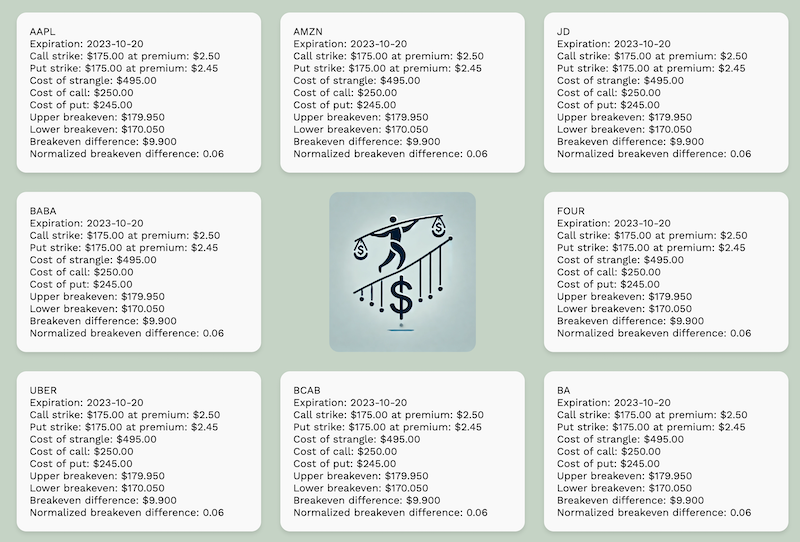 AAPL
Expiration: 2023-10-20
Call strike: $175.00 at premium: $2.50
Put strike: $175.00 at premium: $2.45
Cost of strangle: $495.00
Cost of call: $250.00
Cost of put: $245.00
Upper breakeven: $179.950
Lower breakeven: $170.050
Breakeven difference: $9.900
Normalized breakeven difference: 0.06
AMZN
Expiration: 2023-10-20
Call strike: $175.00 at premium: $2.50
Put strike: $175.00 at premium: $2.45
Cost of strangle: $495.00
Cost of call: $250.00
Cost of put: $245.00
Upper breakeven: $179.950
Lower breakeven: $170.050
Breakeven difference: $9.900
Normalized breakeven difference: 0.06
JD
Expiration: 2023-10-20
Call strike: $175.00 at premium: $2.50
Put strike: $175.00 at premium: $2.45
Cost of strangle: $495.00
Cost of call: $250.00
Cost of put: $245.00
Upper breakeven: $179.950
Lower breakeven: $170.050
Breakeven difference: $9.900
Normalized breakeven difference: 0.06
BABA
Expiration: 2023-10-20
Call strike: $175.00 at premium: $2.50
Put strike: $175.00 at premium: $2.45
Cost of strangle: $495.00
Cost of call: $250.00
Cost of put: $245.00
Upper breakeven: $179.950
Lower breakeven: $170.050
Breakeven difference: $9.900
Normalized breakeven difference: 0.06
$ $
$
FOUR
Expiration: 2023-10-20
Call strike: $175.00 at premium: $2.50
Put strike: $175.00 at premium: $2.45
Cost of strangle: $495.00
Cost of call: $250.00
Cost of put: $245.00
Upper breakeven: $179.950
Lower breakeven: $170.050
Breakeven difference: $9.900
Normalized breakeven difference: 0.06
UBER
Expiration: 2023-10-20
Call strike: $175.00 at premium: $2.50
Put strike: $175.00 at premium: $2.45
Cost of strangle: $495.00
Cost of call: $250.00
Cost of put: $245.00
Upper breakeven: $179.950
Lower breakeven: $170.050
Breakeven difference: $9.900
Normalized breakeven difference: 0.06
BCAB
Expiration: 2023-10-20
Call strike: $175.00 at premium: $2.50
Put strike: $175.00 at premium: $2.45
Cost of strangle: $495.00
Cost of call: $250.00
Cost of put: $245.00
Upper breakeven: $179.950
Lower breakeven: $170.050
Breakeven difference: $9.900
Normalized breakeven difference: 0.06
BA
Expiration: 2023-10-20
Call strike: $175.00 at premium: $2.50
Put strike: $175.00 at premium: $2.45
Cost of strangle: $495.00
Cost of call: $250.00
Cost of put: $245.00
Upper breakeven: $179.950
Lower breakeven: $170.050
Breakeven difference: $9.900
Normalized breakeven difference: 0.06